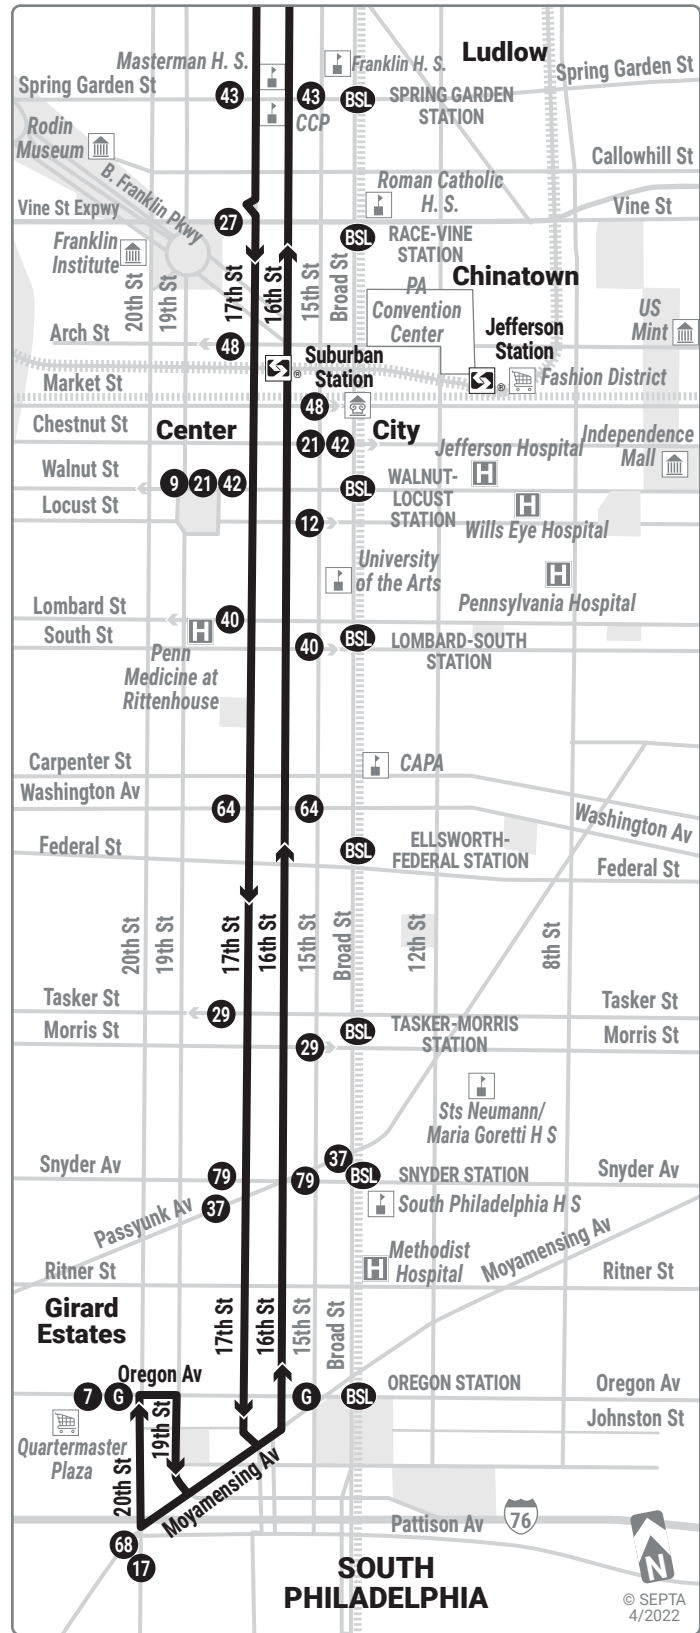 Ludlow
Masterman H. S.
Franklin H. S.
Spring Garden St
Spring Garden St
43
43
BSL
SPRING GARDEN
STATION
CCP
Rodin
Museum
B. Franklin Pkwy
Callowhill St
Roman Catholic
H. S.
Vine St Expwy
27
Vine St
BSL
RACE-VINE
STATION
Franklin
Institute
20th St
19th St
17th St
16th St
15th St
Broad St
Chinatown
PA
Convention
Center
US
Mint
Jefferson
Station
Arch St
48
Suburban
Station
®
®
Fashion District
Market St
48
Chestnut St
Center
City
21
42
Jefferson Hospital
Independence
Mall
Walnut St
9
21
42
BSL
WALNUT-
LOCUST
STATION
Locust St
12
Wills Eye Hospital
University
of the Arts
Pennsylvania Hospital
Lombard St
40
South St
40
BSL
LOMBARD-SOUTH
STATION
Penn
Medicine at
Rittenhouse
Carpenter St
CAPA
Washington Av
64
64
Washington Av
Federal St
BSL
ELLSWORTH-
FEDERAL STATION
Federal St
20th St
19th St
17th St
16th St
15th St
Broad St
12th St
8th St
Tasker St
29
Tasker St
Morris St
29
BSL
TASKER-MORRIS
STATION
Morris St
Sts Neumann/
Maria Goretti H S
Snyder Av
79
79
37
BSL
SNYDER STATION
Snyder Av
Passyunk Av
37
South Philadelphia H S
Methodist
Hospital
Moyamensing Av
Ritner St
Ritner St
Girard
Estates
17th St
16th St
15th St
Broad St
Oregon Av
7
G
G
BSL
OREGON STATION
Oregon Av
Johnston St
Quartermaster
Plaza
20th St
19th St
Moyamensing Av
Pattison Av
76
68
17
SOUTH
PHILADELPHIA
N
© SEPTA
4/2022